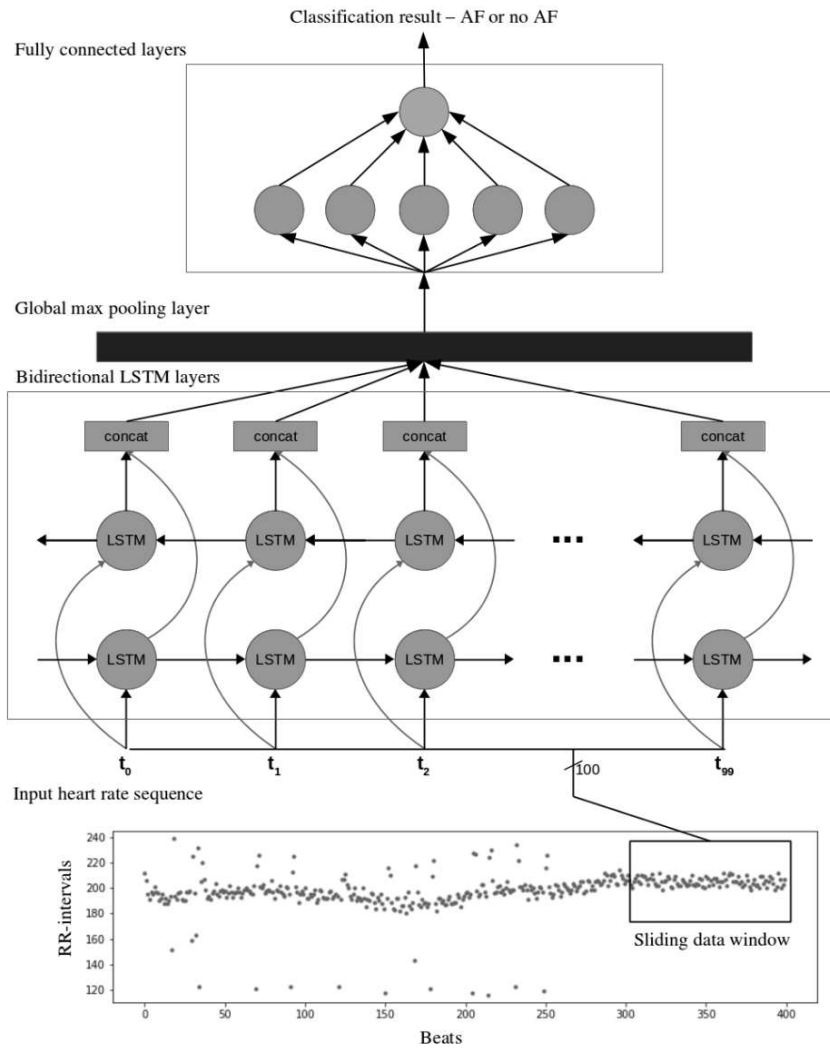 Classification result – AF or no AF
Fully connected layers
Global max pooling layer
Bidirectional LSTM layers
concat concat concat concat
LSTM LSTM LSTM ... LSTM
LSTM LSTM LSTM ... LSTM
t0 t1 t2 100 t99
Input heart rate sequence
240
220
200
180
160
140
120
RR-intervals
Sliding data window
0 50 100 150 200 250 300 350 400
Beats